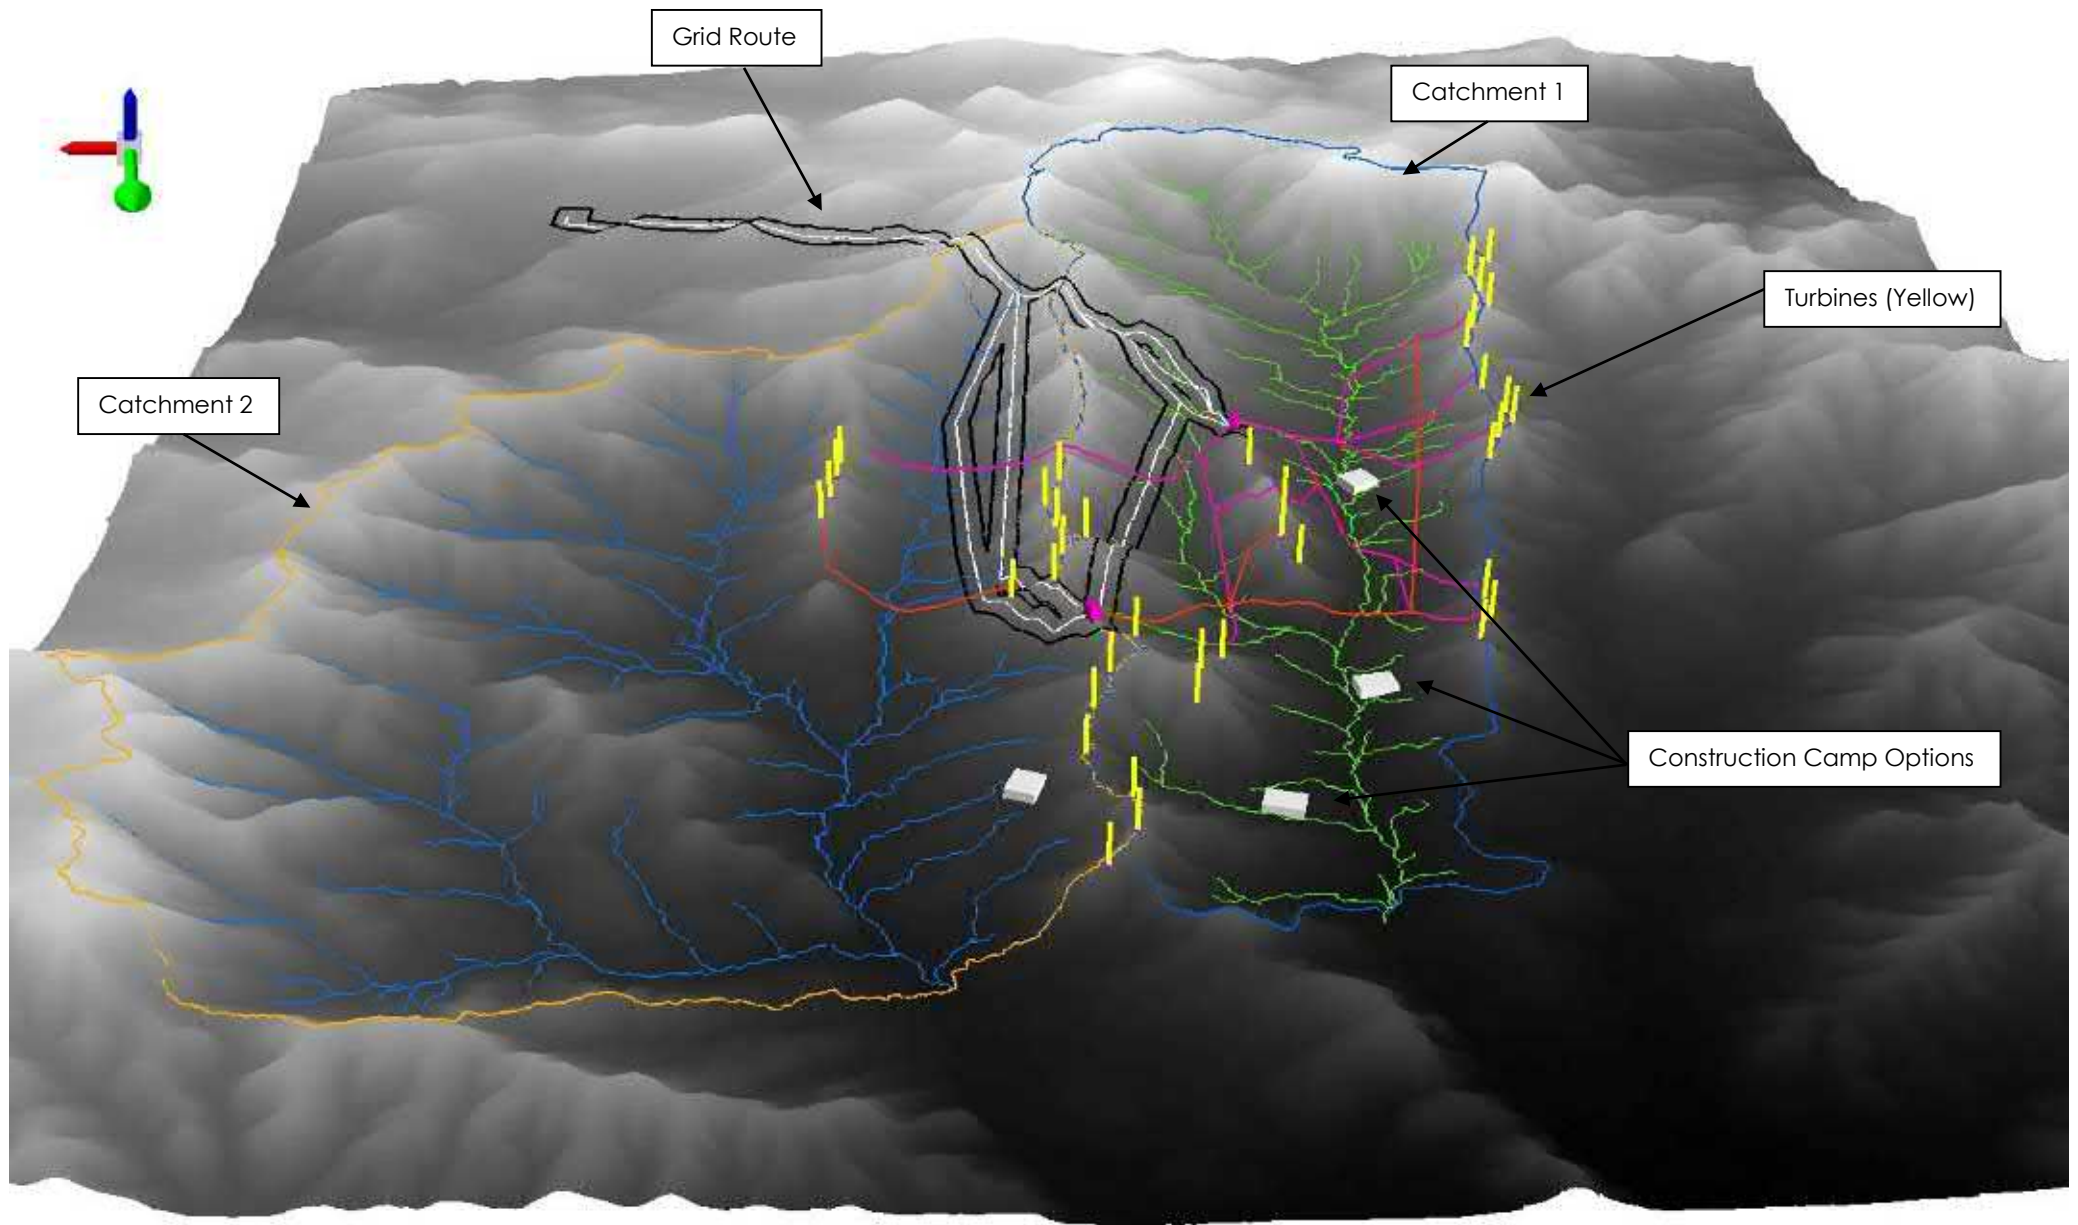 Grid Route
Catchment 1
Turbines (Yellow)
Catchment 2
Construction Camp Options